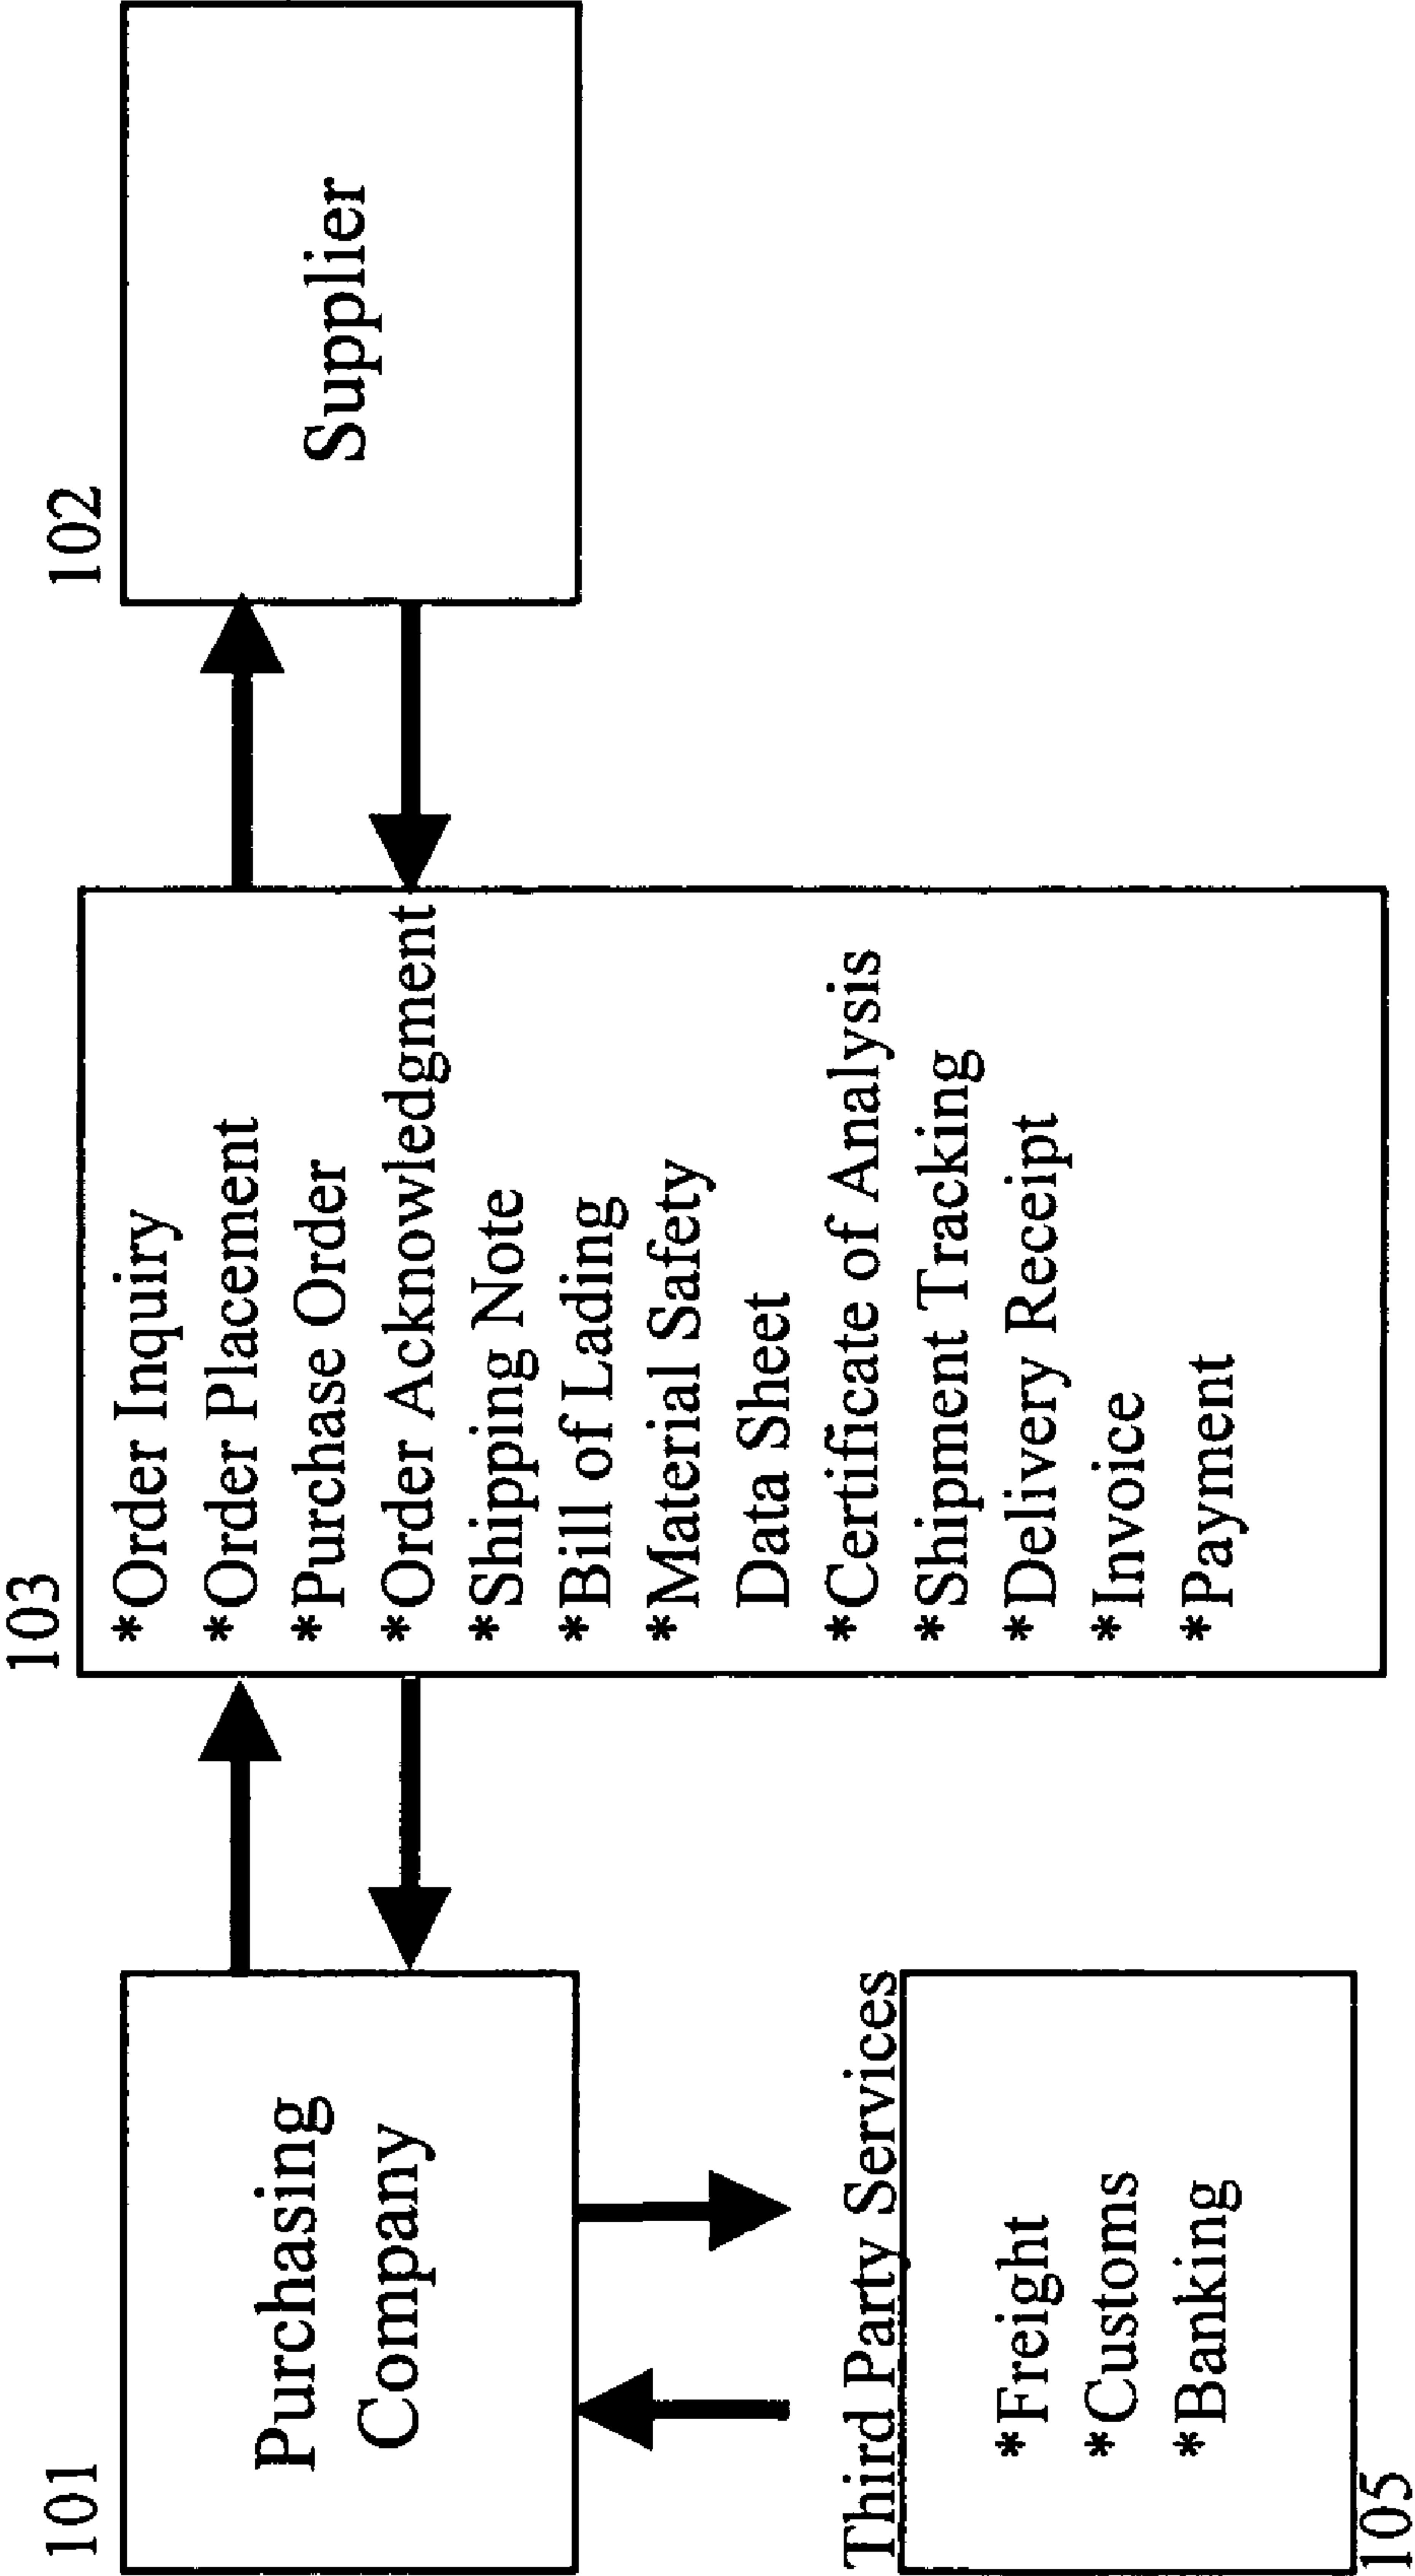 101
Purchasing
Company
103
*Order Inquiry
*Order Placement
*Purchase Order
*Order Acknowledgment
*Shipping Note
*Bill of Lading
*Material Safety
Data Sheet
*Certificate of Analysis
*Shipment Tracking
*Delivery Receipt
*Invoice
*Payment
102
Supplier
Third Party Services
*Freight
*Customs
*Banking
105